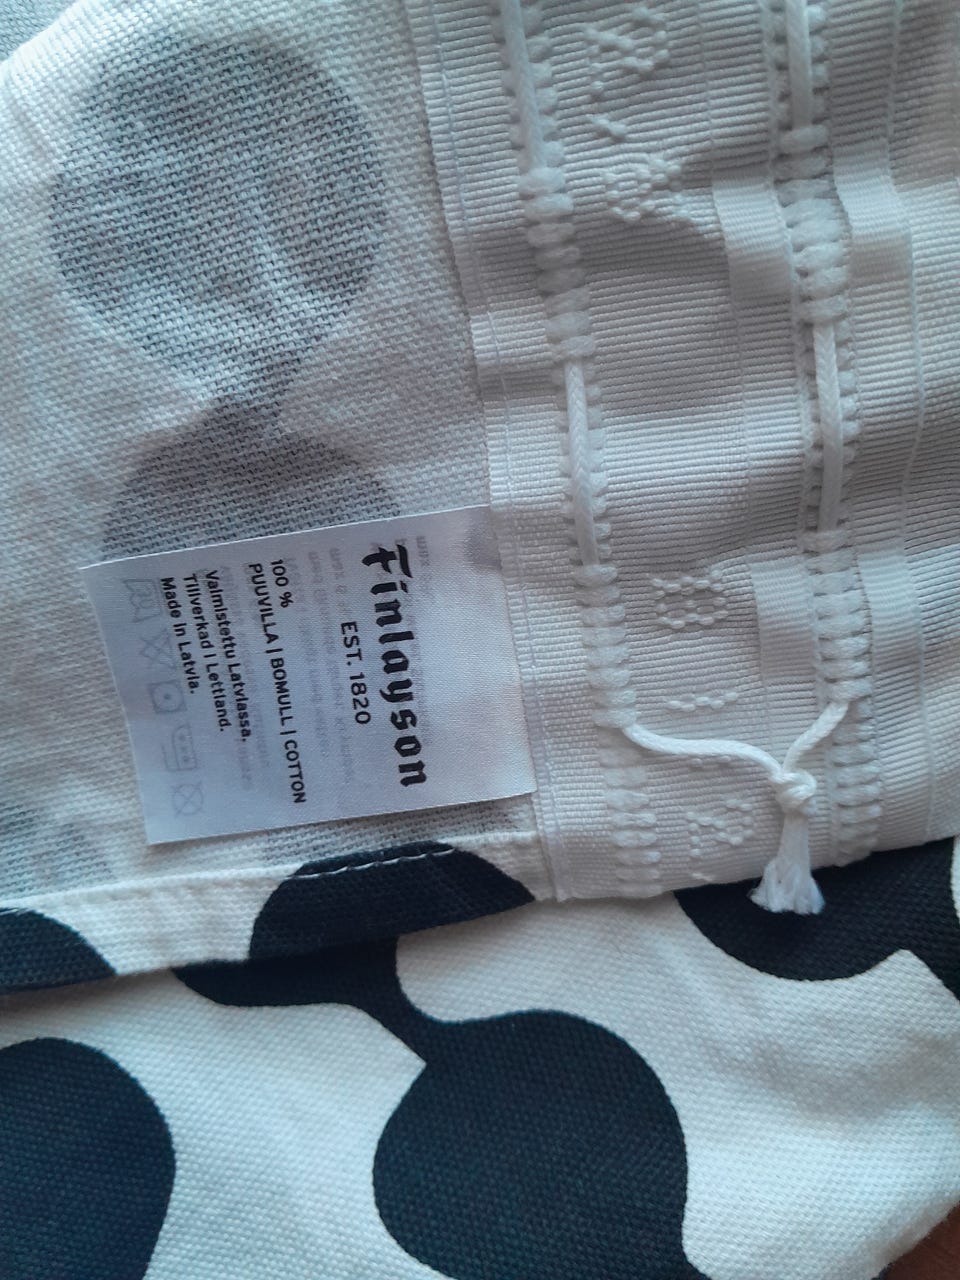 Finlayson
EST. 1820
100 %
PUUVILLA | BOMULL | COTTON
Valmistettu Latviassa.
Tillverkad i Lettland.
Made in Latvia.